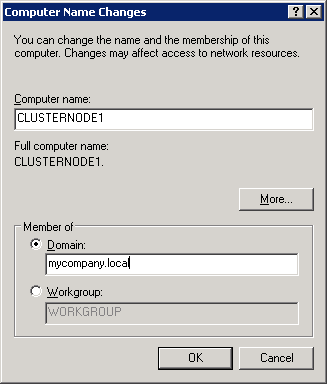 Computer Name Changes
You can change the name and the membership of this
computer. Changes may affect access to network resources.
Computer name:
CLUSTERNODE1
Full computer name:
CLUSTERNODE1.
More...
Member of
Domain:
mycompany.local
Workgroup:
WORKGROUP
OK
Cancel